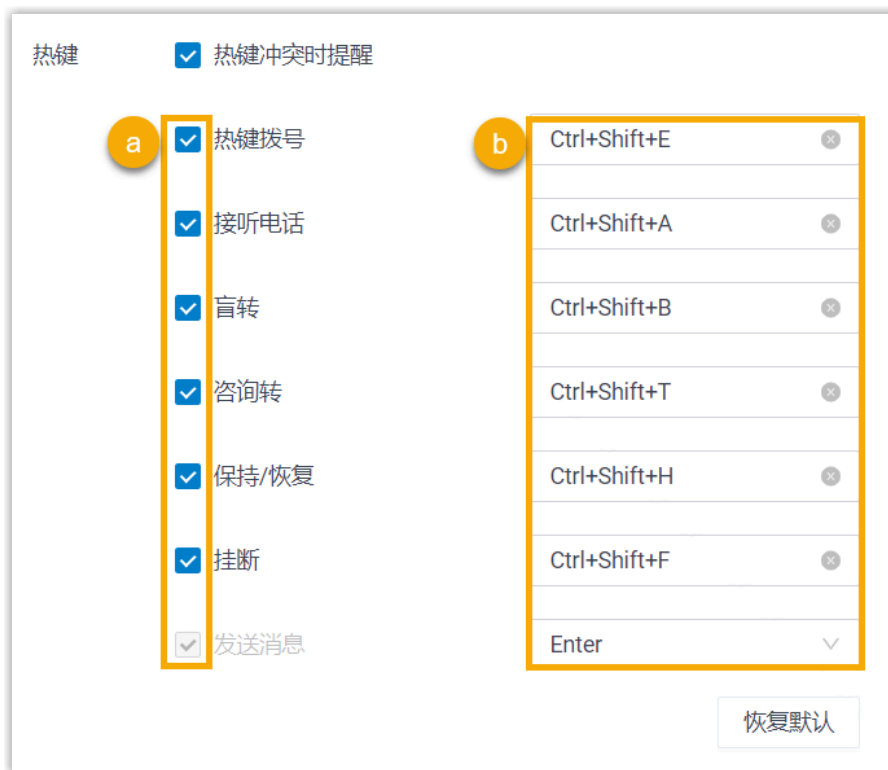 热键 热键冲突时提醒
a 热键拨号 b Ctrl+Shift+E
接听电话 Ctrl+Shift+A
盲转 Ctrl+Shift+B
咨询转 Ctrl+Shift+T
保持/恢复 Ctrl+Shift+H
挂断 Ctrl+Shift+F
发送消息 Enter
恢复默认